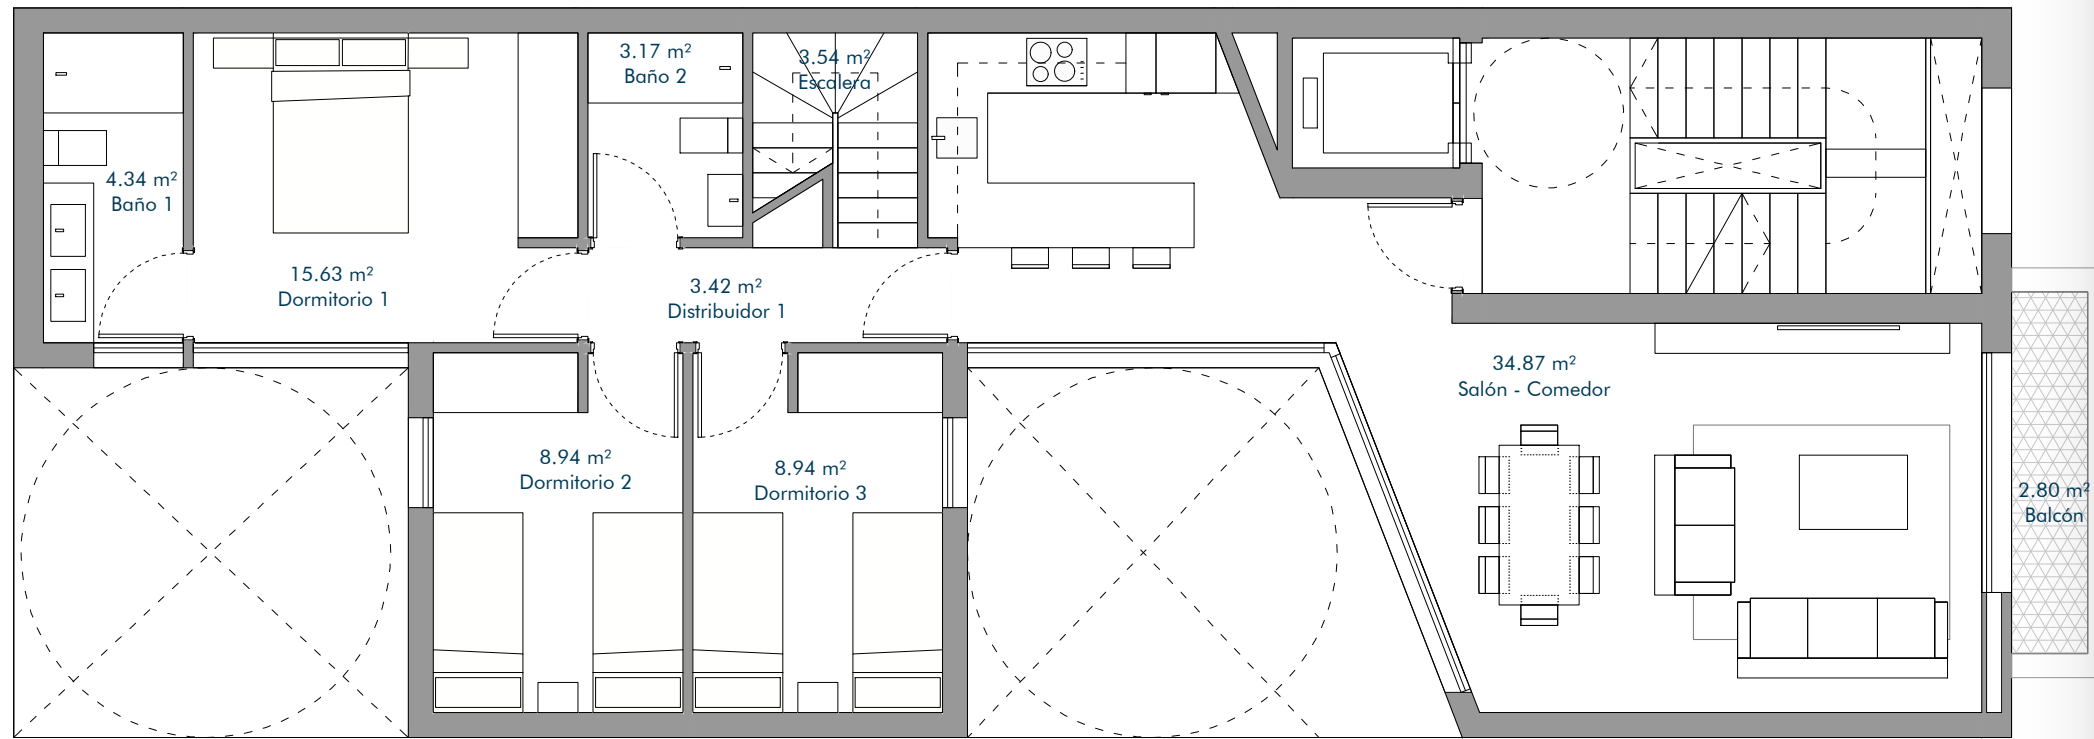 3.17 m²
Baño 2
3.54 m²
Escalera
4.34 m²
Baño 1
15.63 m²
Dormitorio 1
3.42 m²
Distribuidor 1
34.87 m²
Salón - Comedor
8.94 m²
Dormitorio 2
8.94 m²
Dormitorio 3
2.80 m²
Balcón